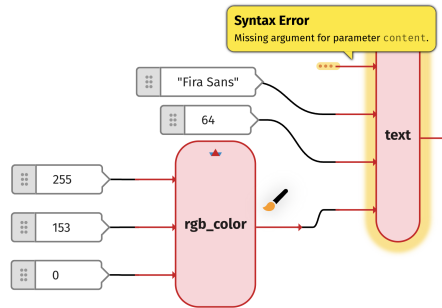 Syntax Error
Missing argument for parameter content.
"Fira Sans"
64
text
255
153
rgb_color
0